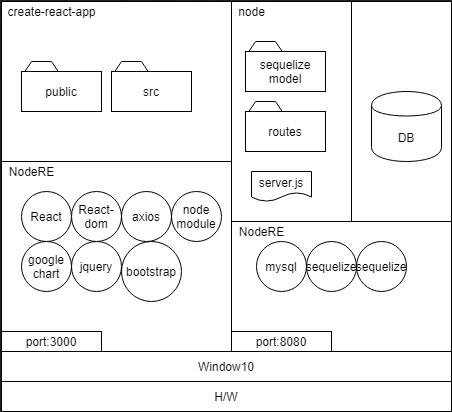 create-react-app
public
src
NodeRE
React
React-
dom
axios
node
module
google
chart
jquery
bootstrap
port:3000
node
sequelize
model
routes
server.js
DB
NodeRE
mysql
sequelize
sequelize
port:8080
Window10
H/W